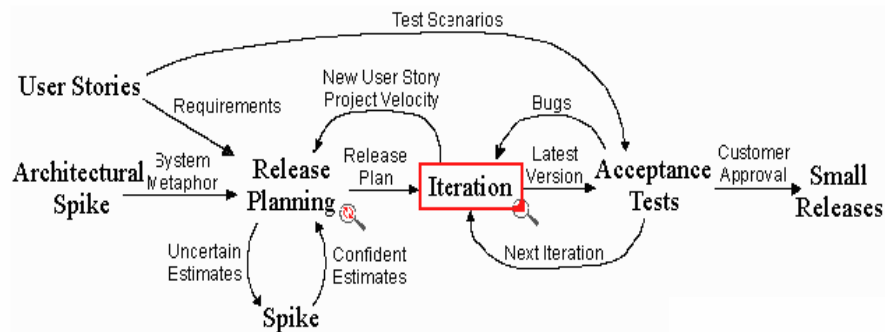 Test Scenarios
User Stories
New User Story
Project Velocity
Requirements
Bugs
Architectural
Spike
System
Metaphor
Release
Planning
Release
Plan
Iteration
Latest
Version
Acceptance
Tests
Customer
Approval
Small
Releases
Uncertain
Estimates
Confident
Estimates
Next Iteration
Spike